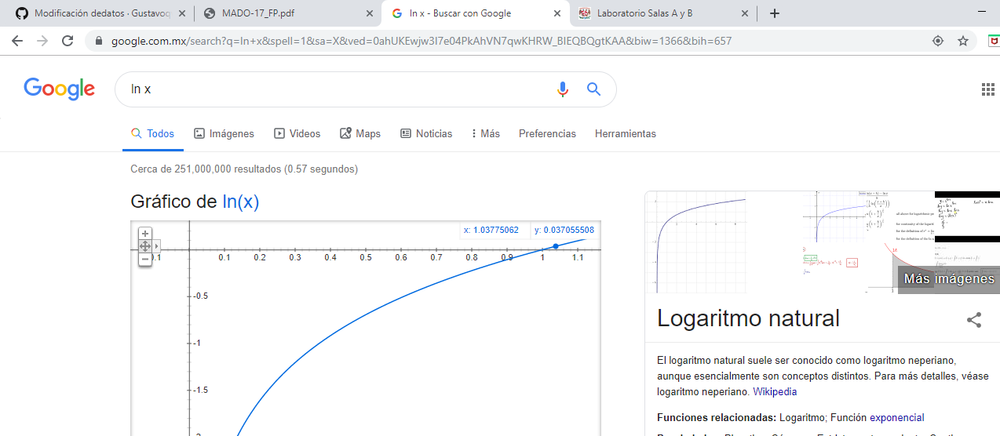 Modificación dedatos · Gustavoq
MADO-17_FP.pdf
ln x - Buscar con Google
Laboratorio Salas A y B
google.com.mx/search?q=ln+x&spell=1&sa=X&ved=0ahUKEwjw3I7e04PkAhVN7qwKHRW_BIEQBQgtKAA&biw=1366&bih=657
Google
ln x
Todos
Imágenes
Videos
Maps
Noticias
Más
Preferencias
Herramientas
Cerca de 251,000,000 resultados (0.57 segundos)
Gráfico de ln(x)
x: 1.03775062 y: 0.037055508
0.1 0.1 0.2 0.3 0.4 0.5 0.6 0.7 0.8 0.9 1 1.1
-0.5
-1
-1.5
Más imágenes
Logaritmo natural
El logaritmo natural suele ser conocido como logaritmo neperiano,
aunque esencialmente son conceptos distintos. Para más detalles, véase
logaritmo neperiano. Wikipedia
Funciones relacionadas: Logaritmo; Función exponencial